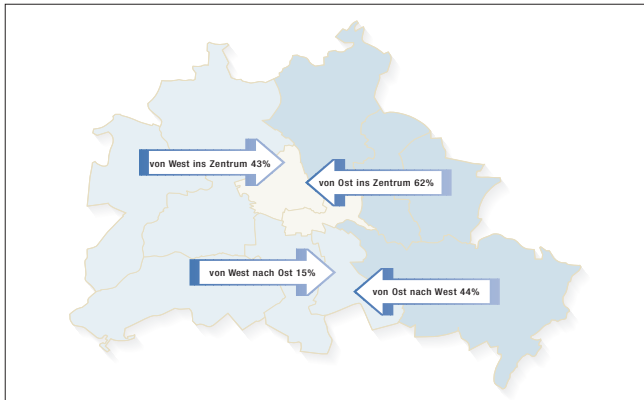 von West ins Zentrum 43%
von Ost ins Zentrum 62%
von West nach Ost 15%
von Ost nach West 44%